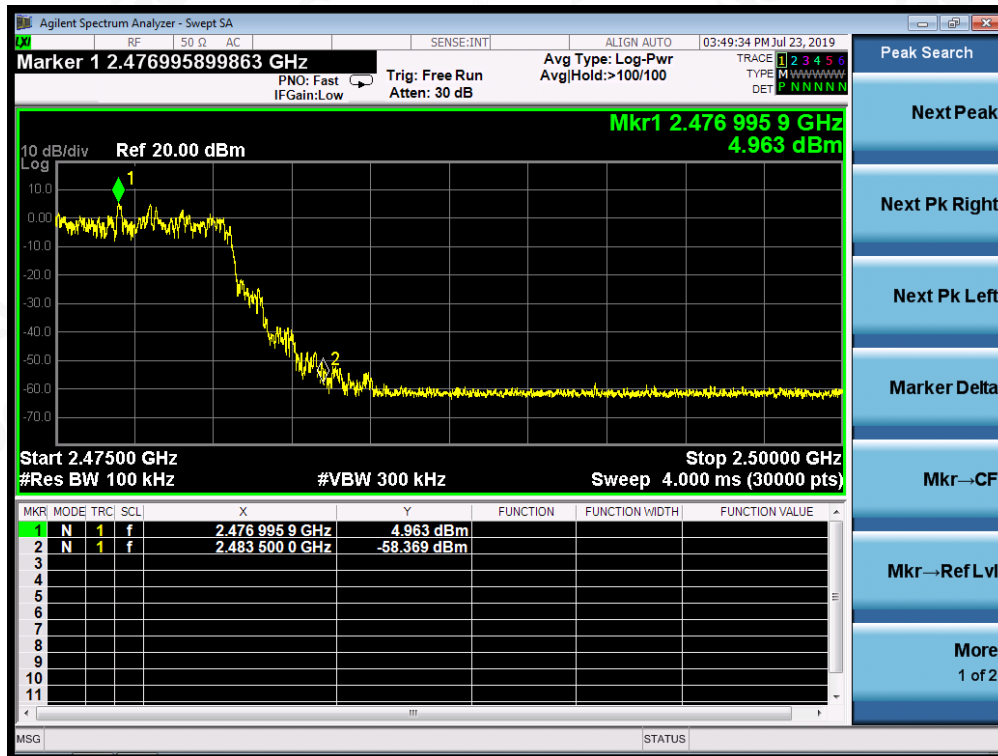 Agilent Spectrum Analyzer - Swept SA
LXI RF 50 Ω AC SENSE:INT ALIGN AUTO 03:49:34 PM Jul 23, 2019
Marker 1 2.476995899863 GHz
PNO: Fast
IFGain:Low
Trig: Free Run
Atten: 30 dB
Avg Type: Log-Pwr
Avg|Hold:>100/100
TRACE 1 2 3 4 5 6
TYPE M WWWWW
DET P N N N N N
Mkr1 2.476 995 9 GHz
4.963 dBm
10 dB/div Ref 20.00 dBm
Log
10.0
0.00
-10.0
-20.0
-30.0
-40.0
-50.0
-60.0
-70.0
1
2
Start 2.47500 GHz Stop 2.50000 GHz
#Res BW 100 kHz #VBW 300 kHz Sweep 4.000 ms (30000 pts)
MKR MODE TRC SCL X Y FUNCTION FUNCTION WIDTH FUNCTION VALUE
1 N 1 f 2.476 995 9 GHz 4.963 dBm
2 N 1 f 2.483 500 0 GHz -58.369 dBm
3
4
5
6
7
8
9
10
11
MSG STATUS
Peak Search
Next Peak
Next Pk Right
Next Pk Left
Marker Delta
Mkr→CF
Mkr→Ref Lvl
More
1 of 2